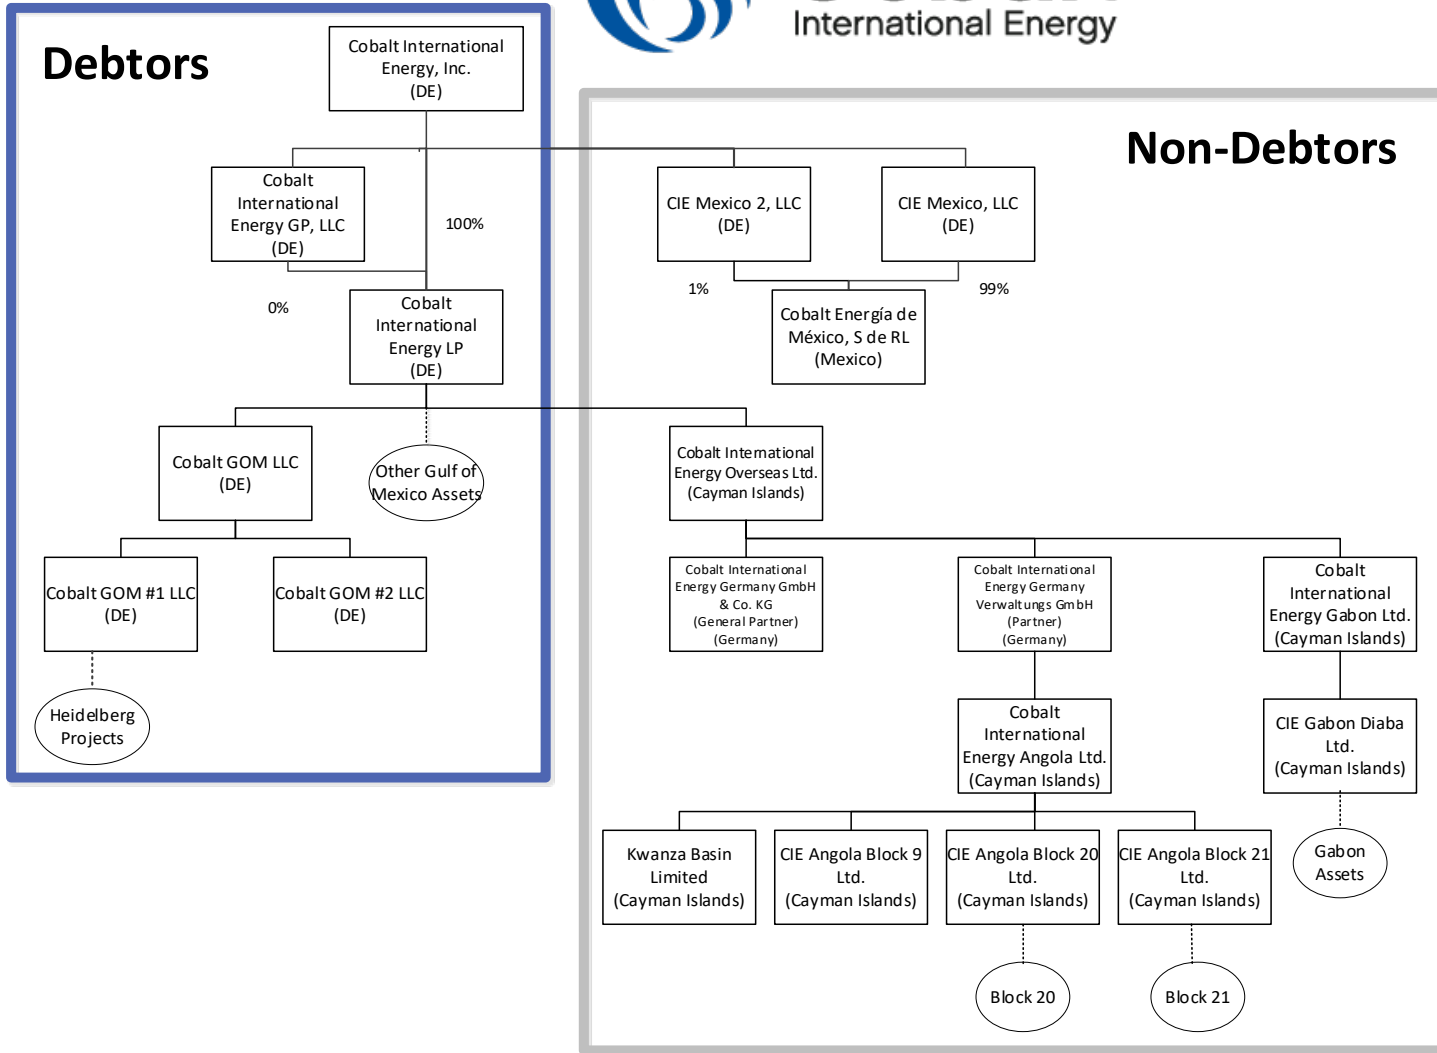 International Energy
Debtors
Cobalt International
Energy, Inc.
(DE)
Non-Debtors
Cobalt
International
Energy GP, LLC
(DE)
100%
CIE Mexico 2, LLC
(DE)
CIE Mexico, LLC
(DE)
0%
1%
99%
Cobalt
International
Energy LP
(DE)
Cobalt Energía de
México, S de RL
(Mexico)
Cobalt GOM LLC
(DE)
Other Gulf of
Mexico Assets
Cobalt International
Energy Overseas Ltd.
(Cayman Islands)
Cobalt GOM #1 LLC
(DE)
Cobalt GOM #2 LLC
(DE)
Cobalt International
Energy Germany GmbH
& Co. KG
(General Partner)
(Germany)
Cobalt International
Energy Germany
Verwaltungs GmbH
(Partner)
(Germany)
Cobalt
International
Energy Gabon Ltd.
(Cayman Islands)
Heidelberg
Projects
Cobalt
International
Energy Angola Ltd.
(Cayman Islands)
CIE Gabon Diaba
Ltd.
(Cayman Islands)
Kwanza Basin
Limited
(Cayman Islands)
CIE Angola Block 9
Ltd.
(Cayman Islands)
CIE Angola Block 20
Ltd.
(Cayman Islands)
CIE Angola Block 21
Ltd.
(Cayman Islands)
Gabon
Assets
Block 20
Block 21